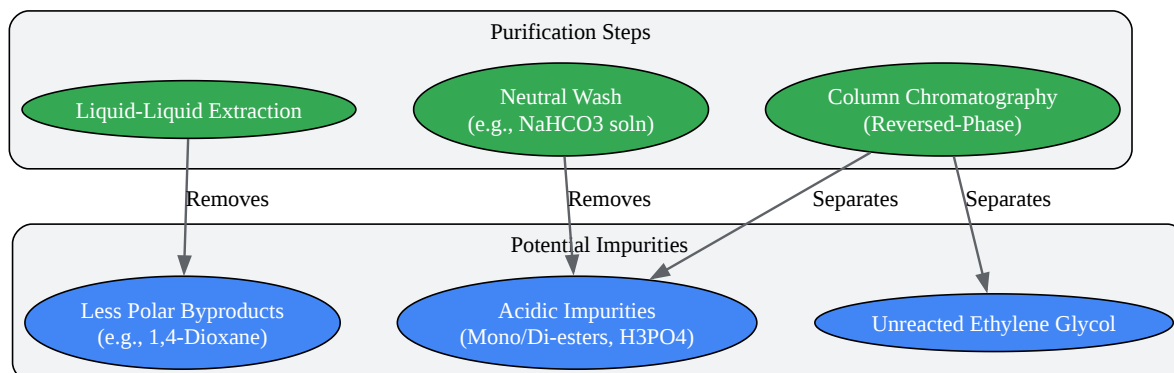 Purification Steps
Liquid-Liquid Extraction
Neutral Wash
(e.g., NaHCO3 soln)
Column Chromatography
(Reversed-Phase)
Removes
Removes
Separates
Separates
Potential Impurities
Less Polar Byproducts
(e.g., 1,4-Dioxane)
Acidic Impurities
(Mono/Di-esters, H3PO4)
Unreacted Ethylene Glycol